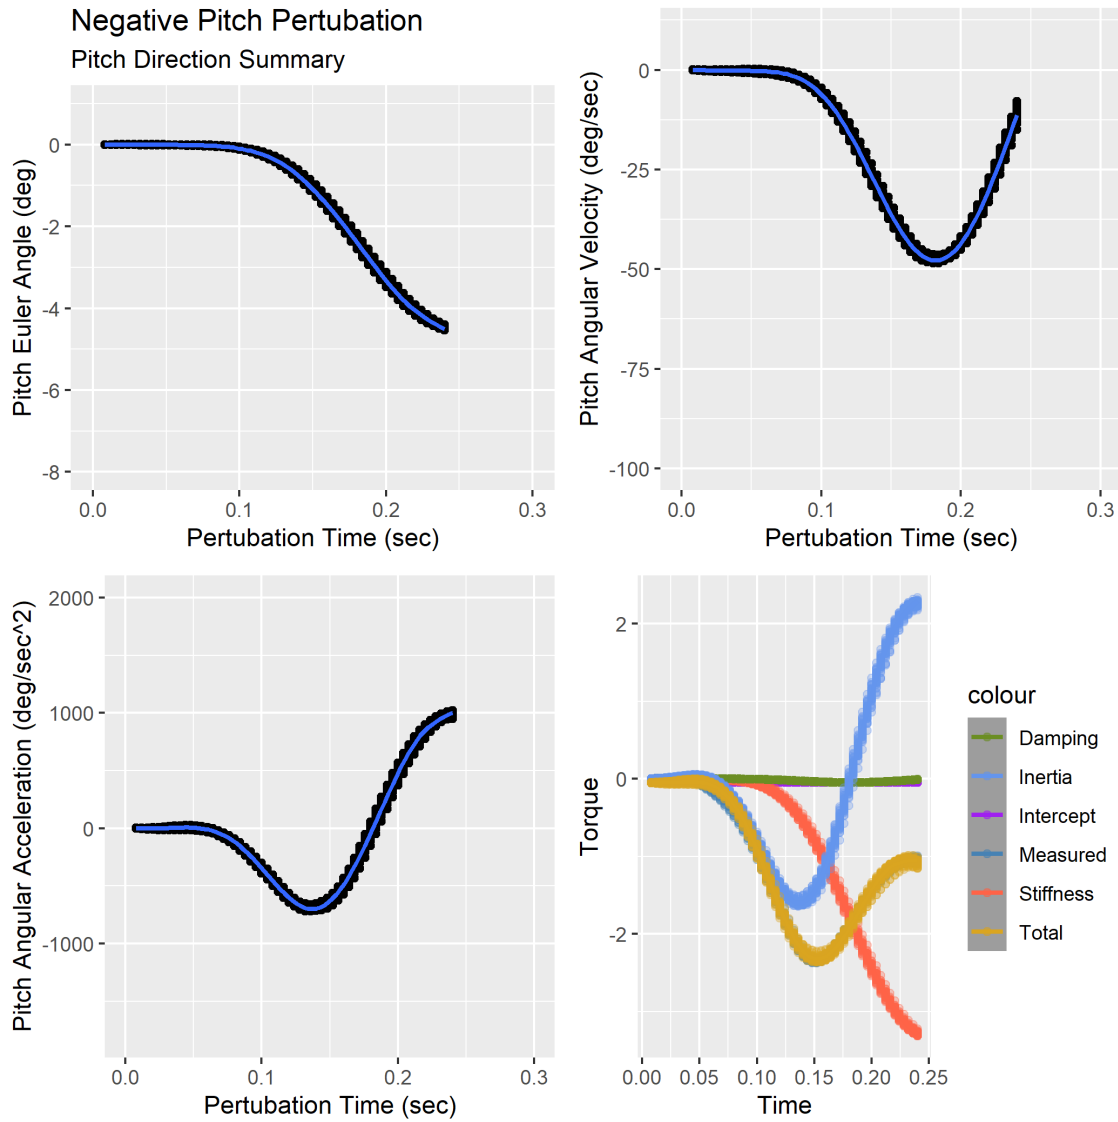 Negative Pitch Pertubation
Pitch Direction Summary
Pitch Euler Angle (deg)
0
-2
-4
-6
-8
0.0 0.1 0.2 0.3
Pertubation Time (sec)
Pitch Angular Velocity (deg/sec)
0
-25
-50
-75
-100
0.0 0.1 0.2 0.3
Pertubation Time (sec)
Pitch Angular Acceleration (deg/sec^2)
2000
1000
0
-1000
0.0 0.1 0.2 0.3
Pertubation Time (sec)
Torque
2
0
-2
0.00 0.05 0.10 0.15 0.20 0.25
Time
colour
Damping
Inertia
Intercept
Measured
Stiffness
Total